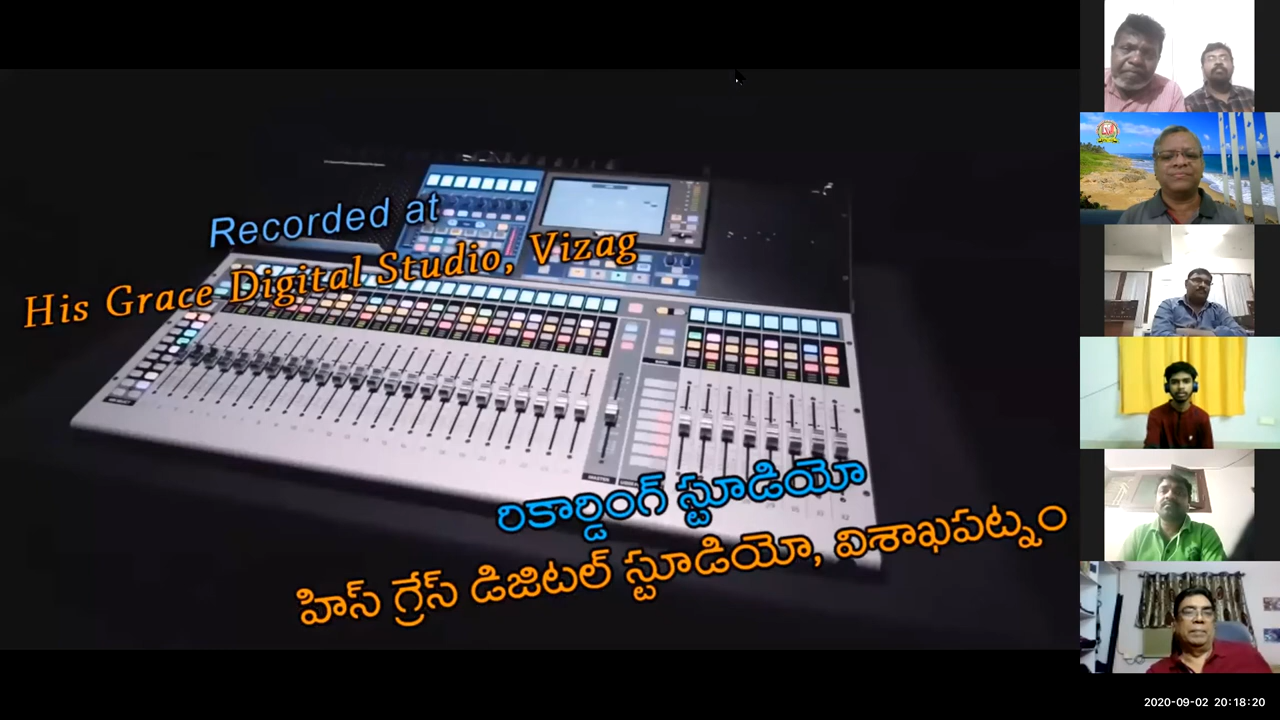 Recorded at
His Grace Digital Studio, Vizag
రికార్డింగ్ స్టూడియో
హిస్ గ్రేస్ డిజిటల్ స్టూడియో, విశాఖపట్నం
2020-09-02 20:18:20